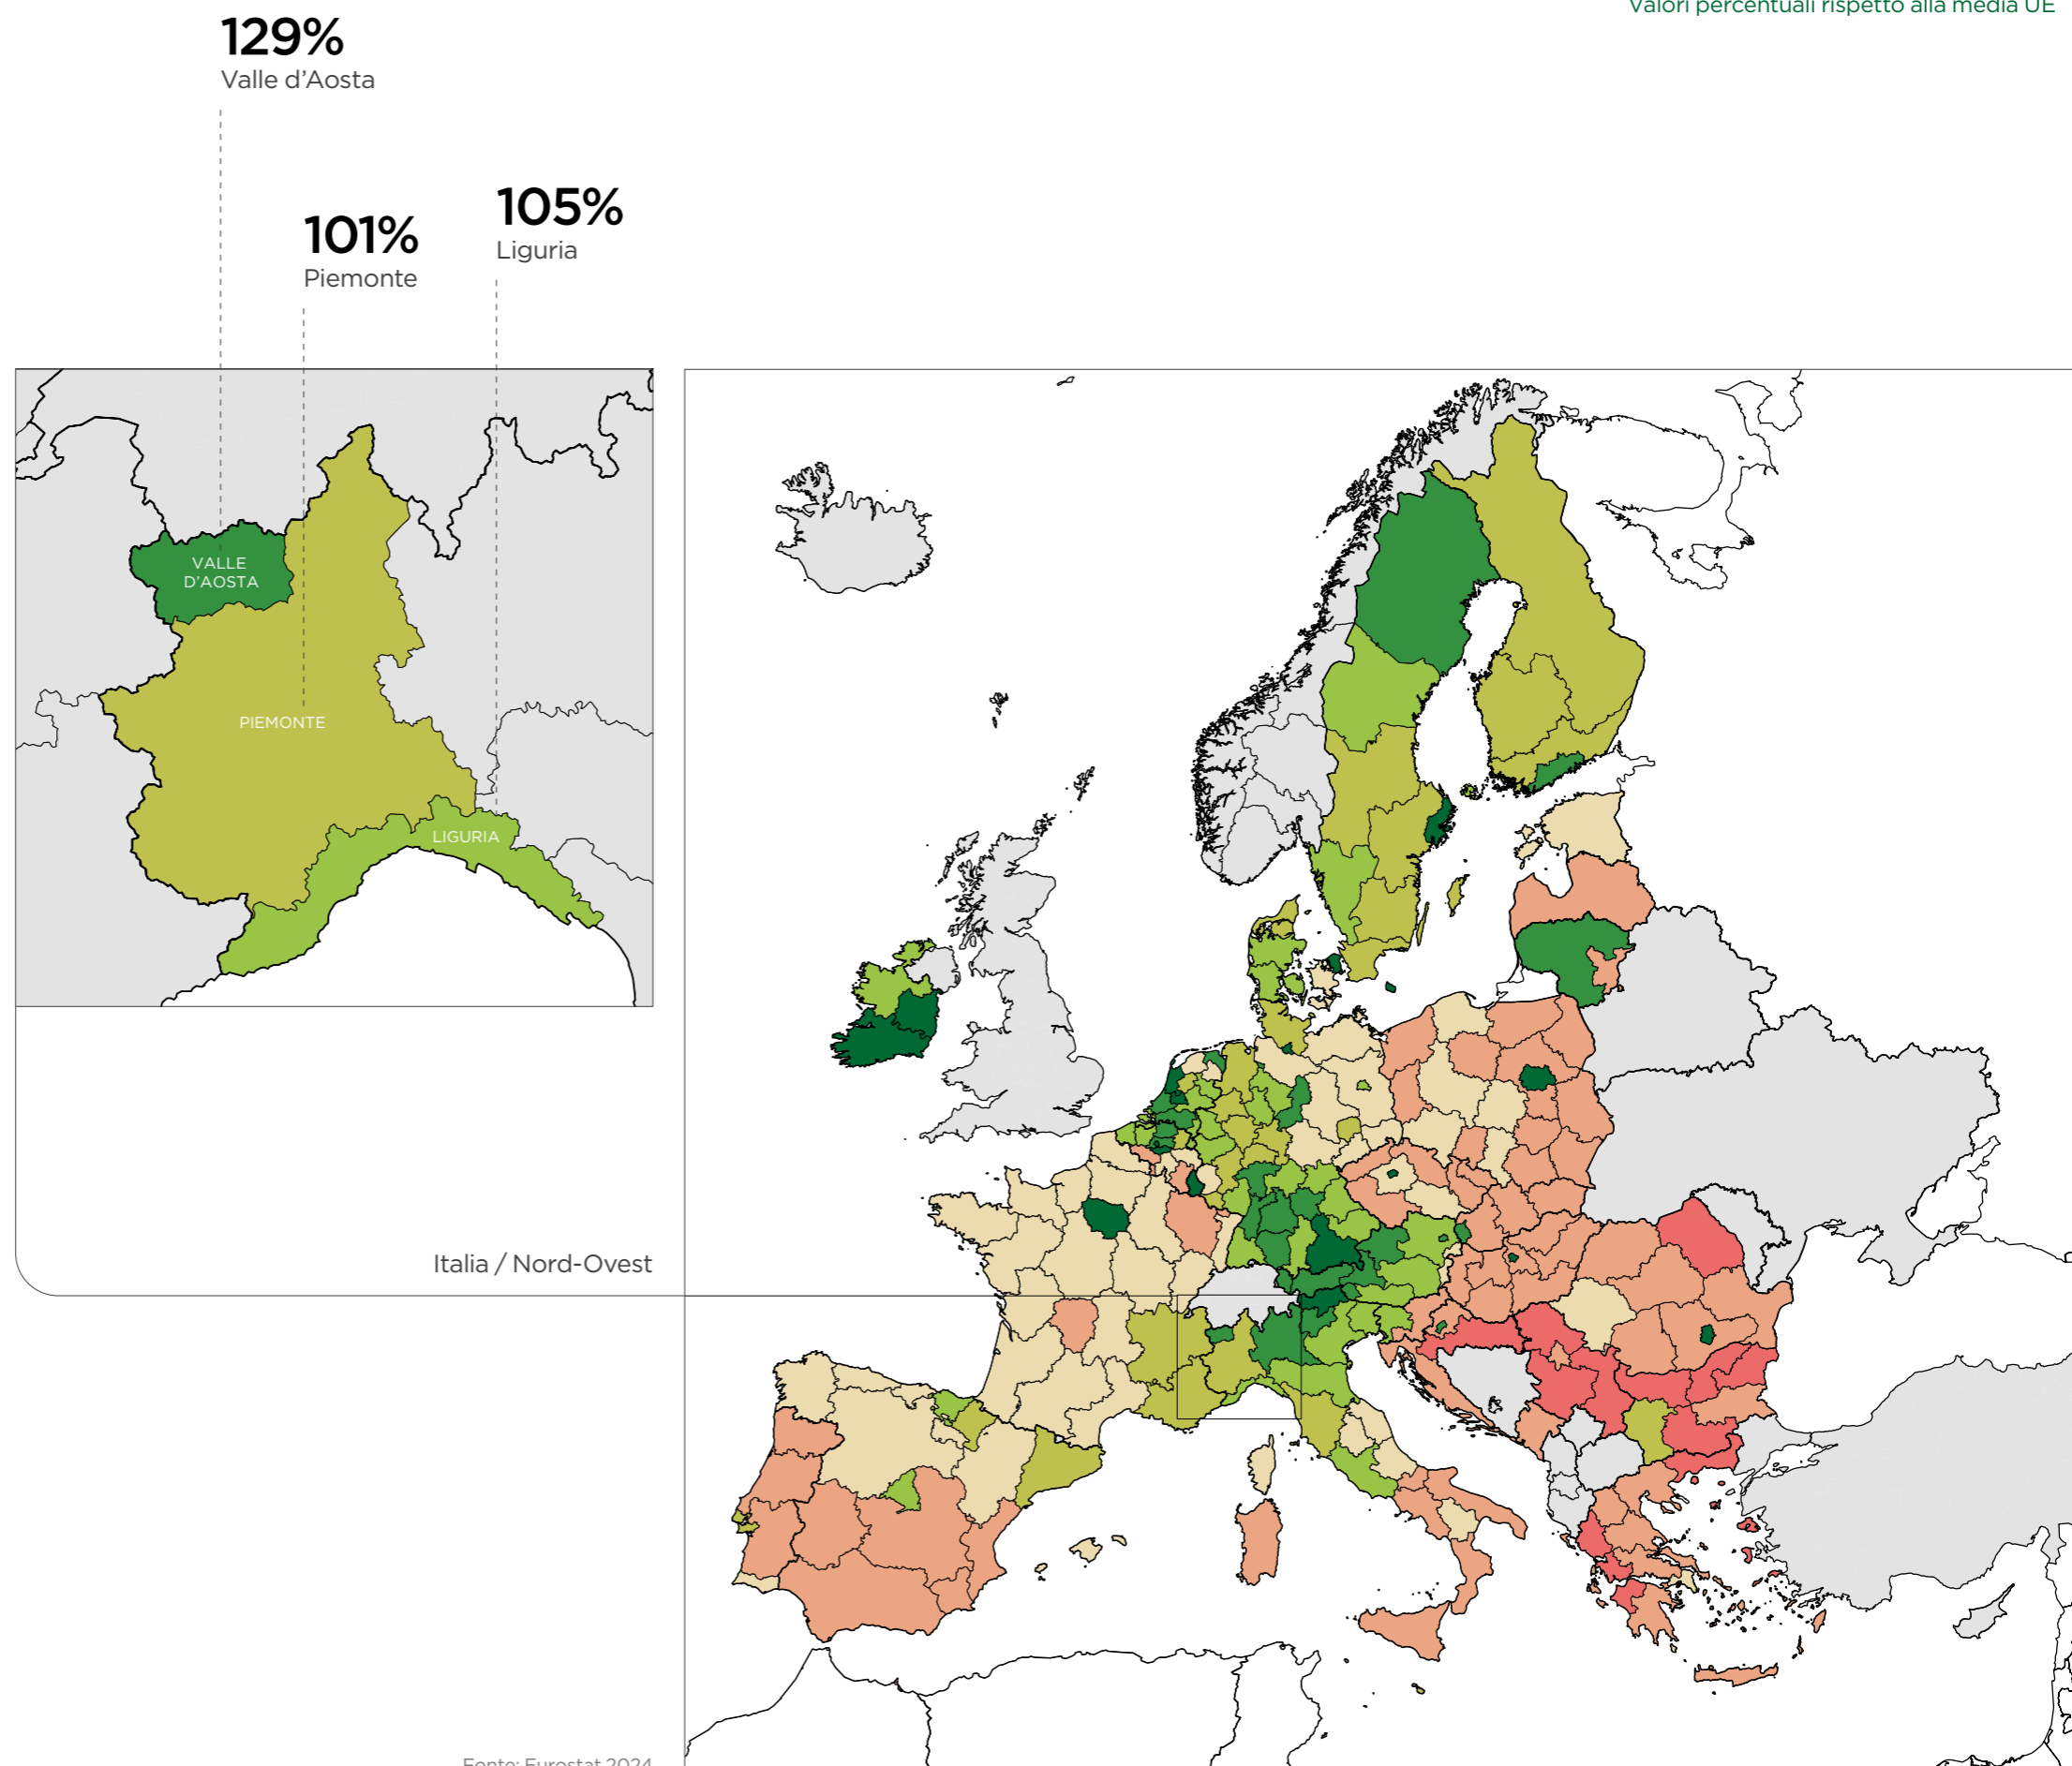 Valori percentuali rispetto alla media UE
129%
Valle d'Aosta
105%
Liguria
101%
Piemonte
VALLE
D'AOSTA
PIEMONTE
LIGURIA
Italia / Nord-Ovest
Fonte: Eurostat 2024